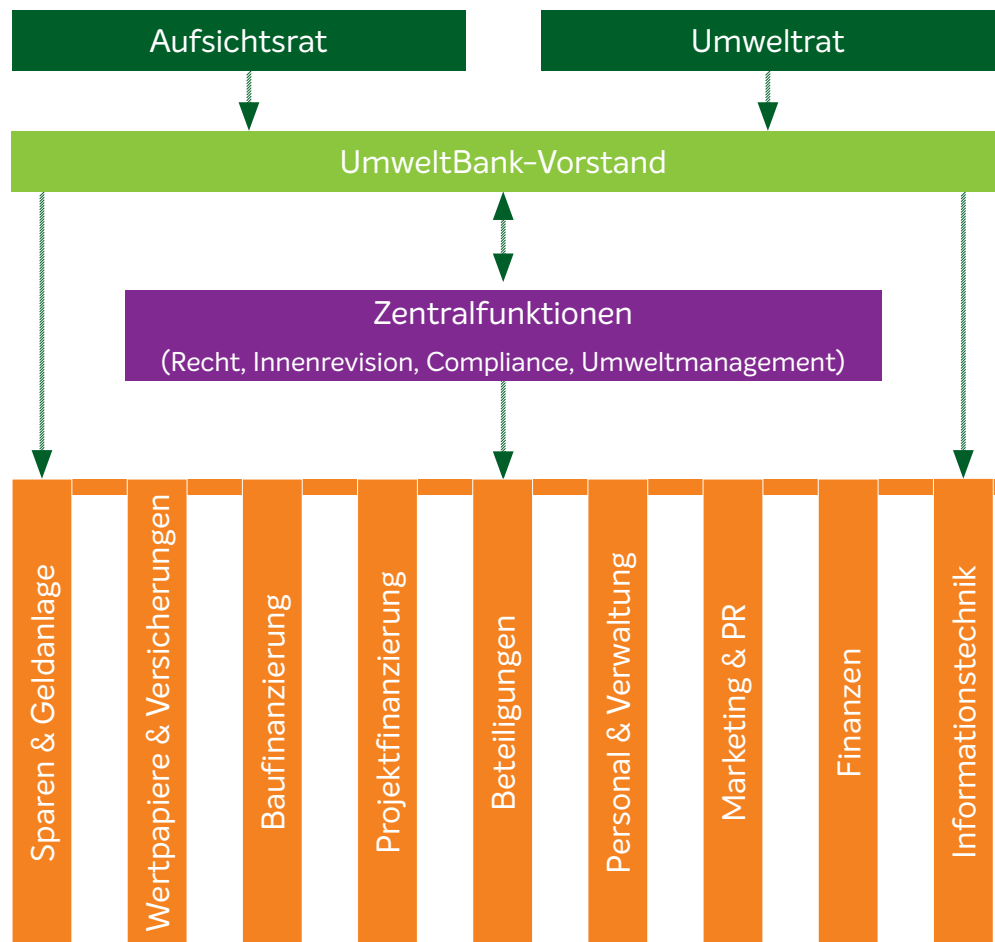 Aufsichtsrat
Umweltrat
UmweltBank-Vorstand
Zentralfunktionen
(Recht, Innenrevision, Compliance, Umweltmanagement)
Sparen & Geldanlage
Wertpapiere & Versicherungen
Baufinanzierung
Projektfinanzierung
Beteiligungen
Personal & Verwaltung
Marketing & PR
Finanzen
Informationstechnik